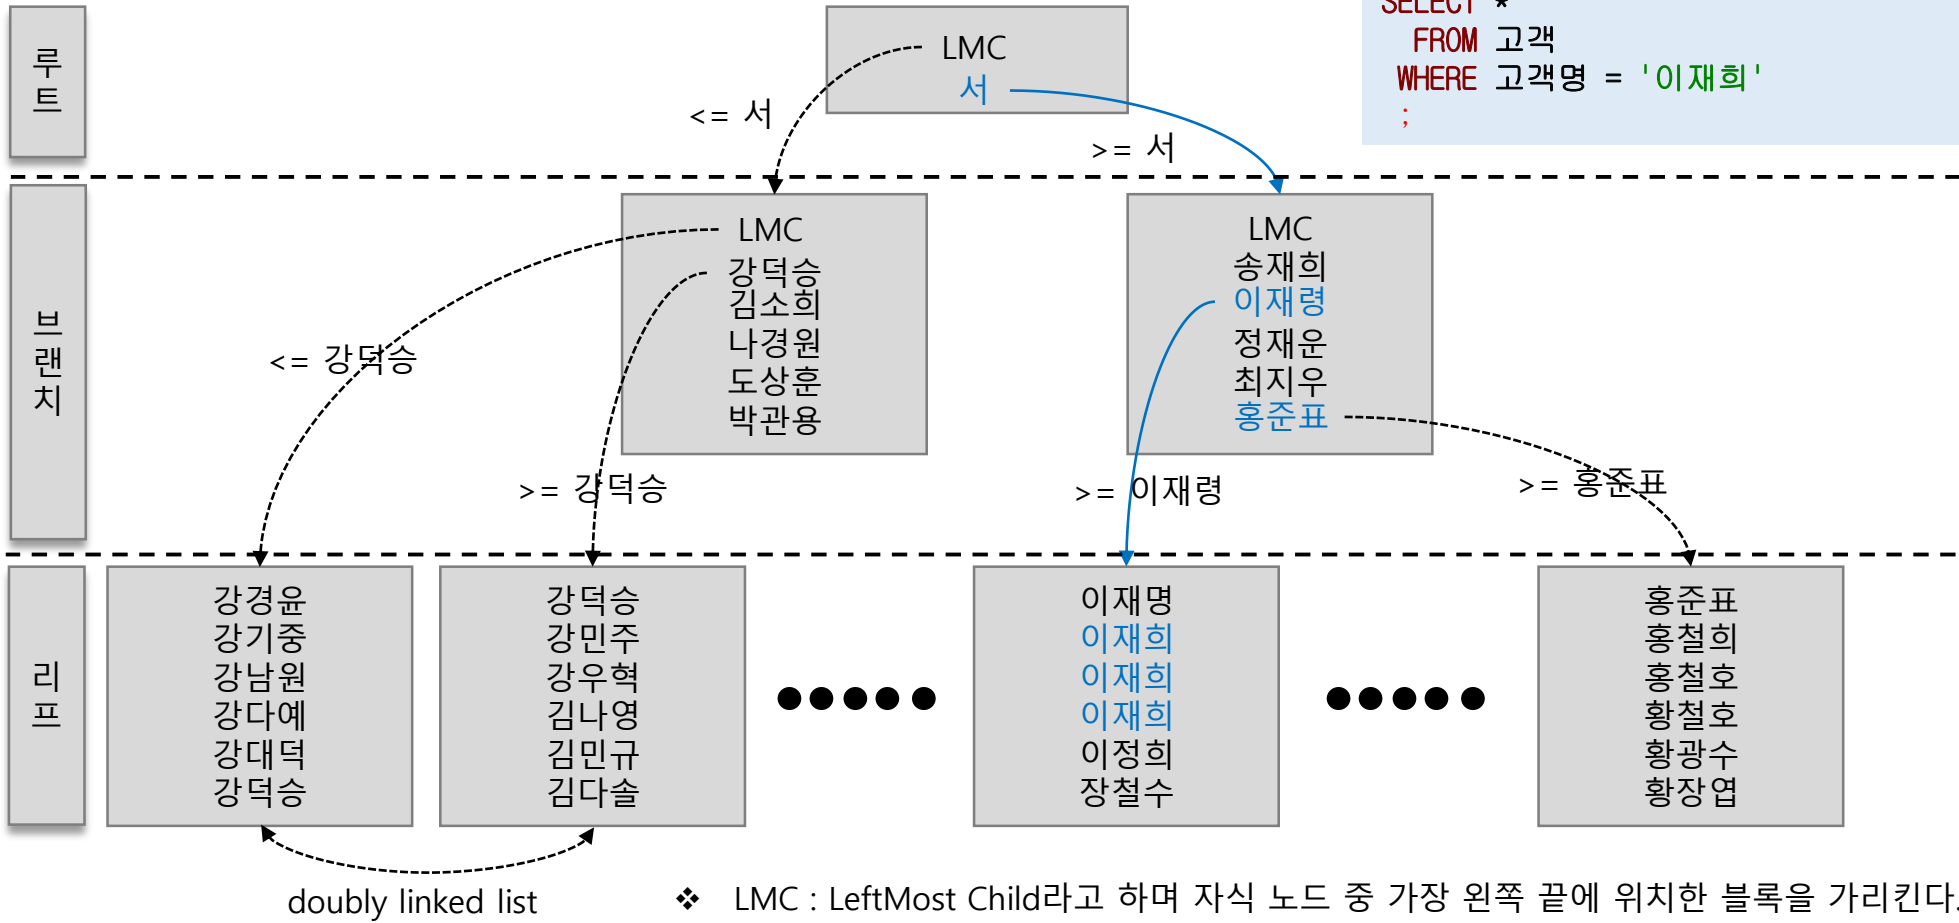 루
트
LMC
서
<= 서
>= 서
SELECT *
FROM 고객
WHERE 고객명 = '이재희'
;
브
랜
치
LMC
강덕승
김소희
나경원
도상훈
박관용
LMC
송재희
이재령
정재운
최지우
홍준표
<= 강덕승
>= 강덕승
>= 이재령
>= 홍준표
리
프
강경윤
강기중
강남원
강다예
강대덕
강덕승
강덕승
강민주
강우혁
김나영
김민규
김다솔
이재명
이재희
이재희
이재희
이정희
장철수
홍준표
홍철희
홍철호
황철호
황광수
황장엽
doubly linked list
❖ LMC : LeftMost Child라고 하며 자식 노드 중 가장 왼쪽 끝에 위치한 블록을 가리킨다